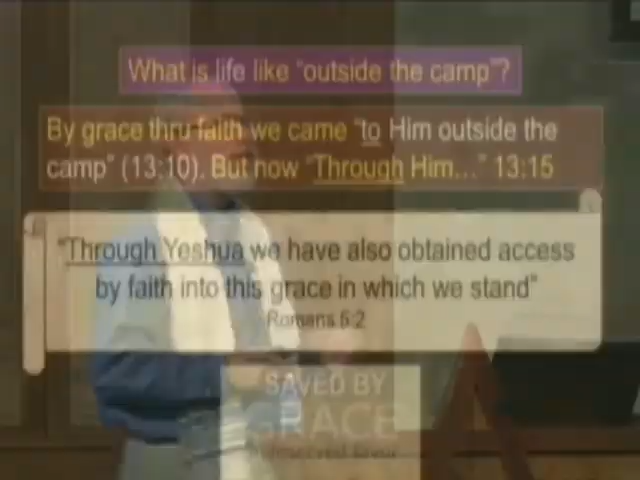 What is life like "outside the camp"?
By grace thru faith we came "to Him outside the
camp" (13:10). But now "Through Him..." 13:15
"Through Yeshua we have also obtained access
by faith into this grace in which we stand"
Romans 5:2
SAVED BY
GRACE